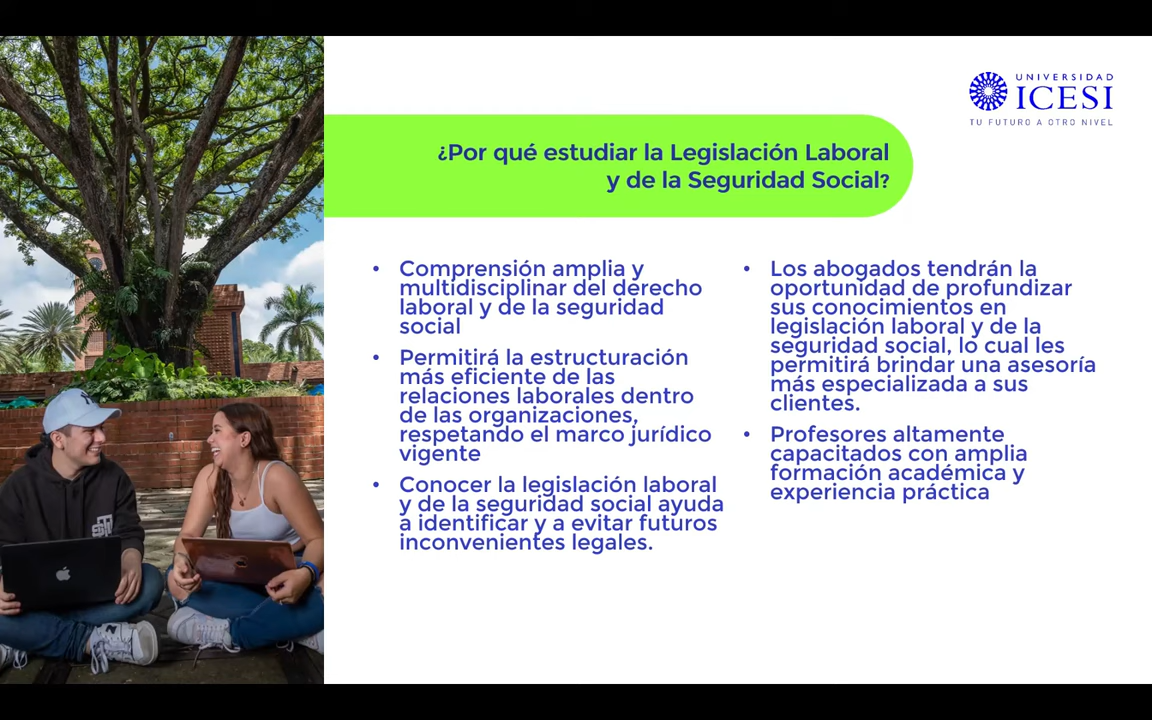 UNIVERSIDAD
ICESI
TU FUTURO A OTRO NIVEL
¿Por qué estudiar la Legislación Laboral
y de la Seguridad Social?
• Comprensión amplia y
multidisciplinar del derecho
laboral y de la seguridad
social
• Permitirá la estructuración
más eficiente de las
relaciones laborales dentro
de las organizaciones,
respetando el marco jurídico
vigente
• Conocer la legislación laboral
y de la seguridad social ayuda
a identificar y a evitar futuros
inconvenientes legales.
• Los abogados tendrán la
oportunidad de profundizar
sus conocimientos en
legislación laboral y de la
seguridad social, lo cual les
permitirá brindar una asesoría
más especializada a sus
clientes.
• Profesores altamente
capacitados con amplia
formación académica y
experiencia práctica